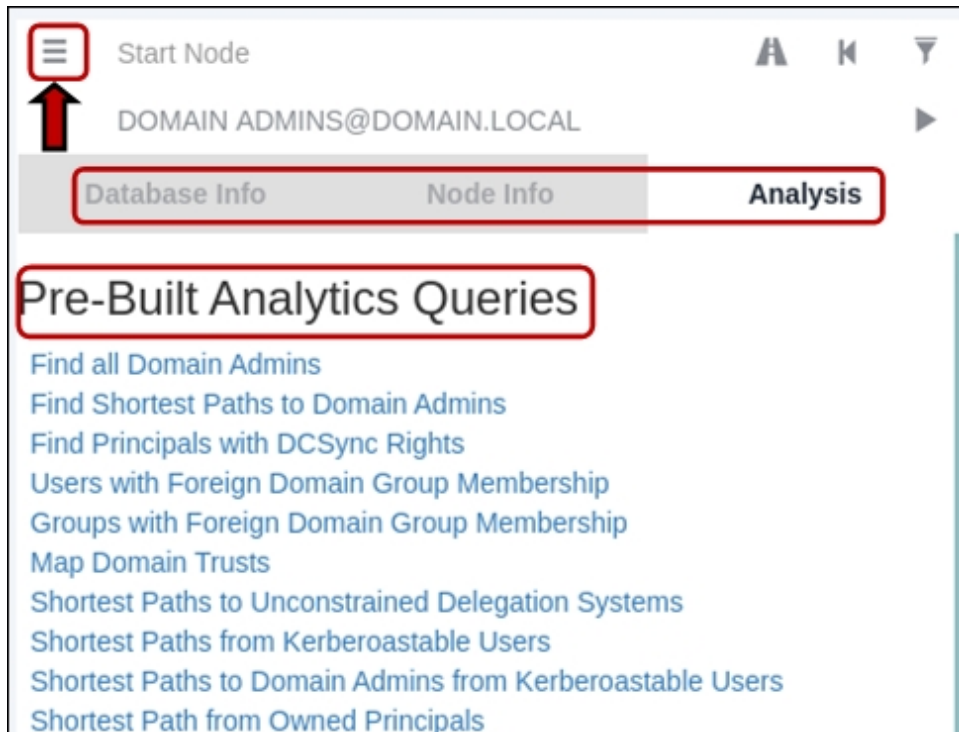 Start Node
DOMAIN ADMINS@DOMAIN.LOCAL
Database Info Node Info Analysis
Pre-Built Analytics Queries
Find all Domain Admins
Find Shortest Paths to Domain Admins
Find Principals with DCSync Rights
Users with Foreign Domain Group Membership
Groups with Foreign Domain Group Membership
Map Domain Trusts
Shortest Paths to Unconstrained Delegation Systems
Shortest Paths from Kerberoastable Users
Shortest Paths to Domain Admins from Kerberoastable Users
Shortest Path from Owned Principals